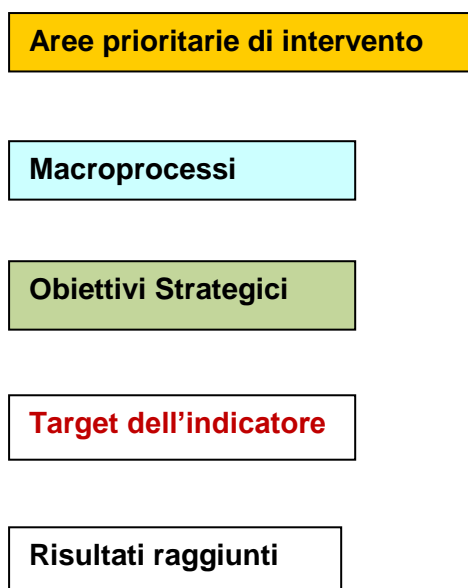 Aree prioritarie di intervento
Macroprocessi
Obiettivi Strategici
Target dell'indicatore
Risultati raggiunti